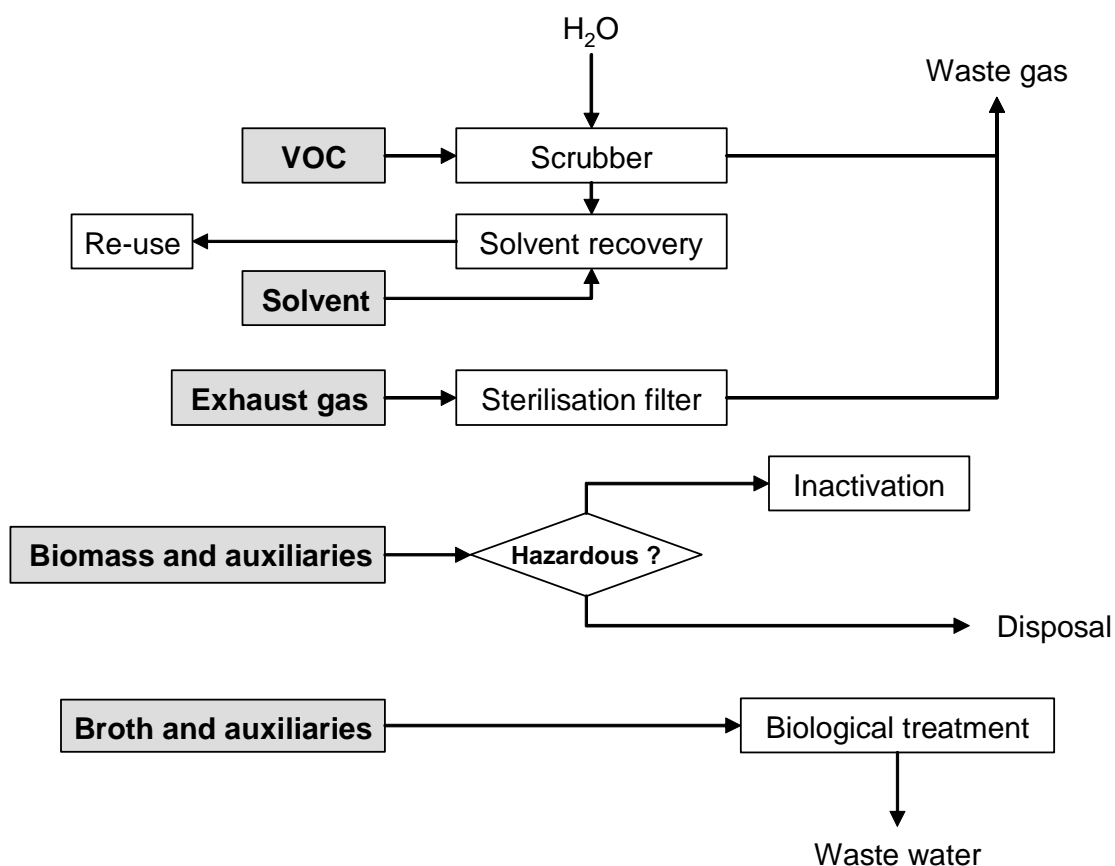 H₂O
Waste gas
VOC
Scrubber
Re-use
Solvent recovery
Solvent
Exhaust gas
Sterilisation filter
Inactivation
Biomass and auxiliaries
Hazardous ?
Disposal
Broth and auxiliaries
Biological treatment
Waste water